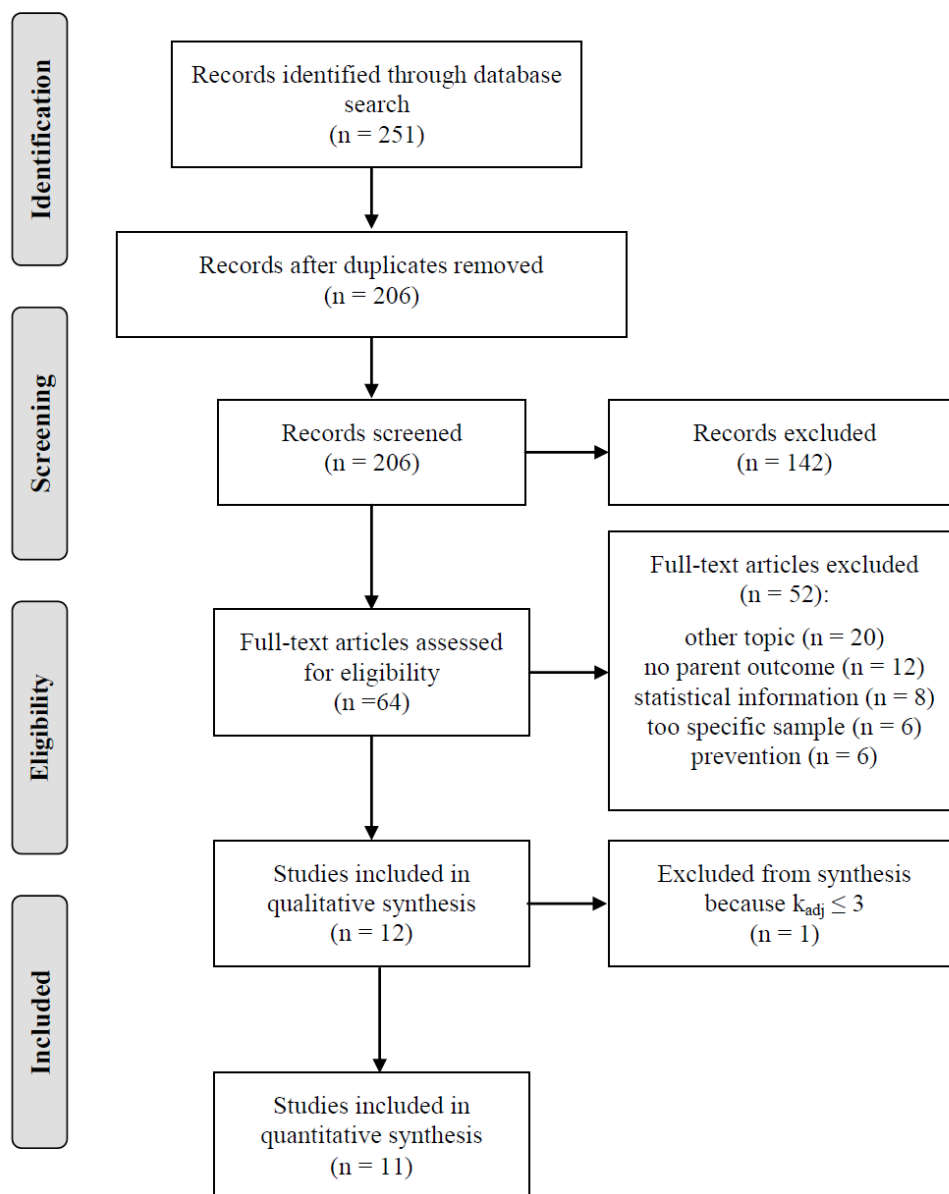 Identification
Records identified through database
search
(n = 251)
Records after duplicates removed
(n = 206)
Screening
Records screened
(n = 206)
Records excluded
(n = 142)
Eligibility
Full-text articles assessed
for eligibility
(n =64)
Full-text articles excluded
(n = 52):
other topic (n = 20)
no parent outcome (n = 12)
statistical information (n = 8)
too specific sample (n = 6)
prevention (n = 6)
Included
Studies included in
qualitative synthesis
(n = 12)
Excluded from synthesis
because kadj ≤ 3
(n = 1)
Studies included in
quantitative synthesis
(n = 11)